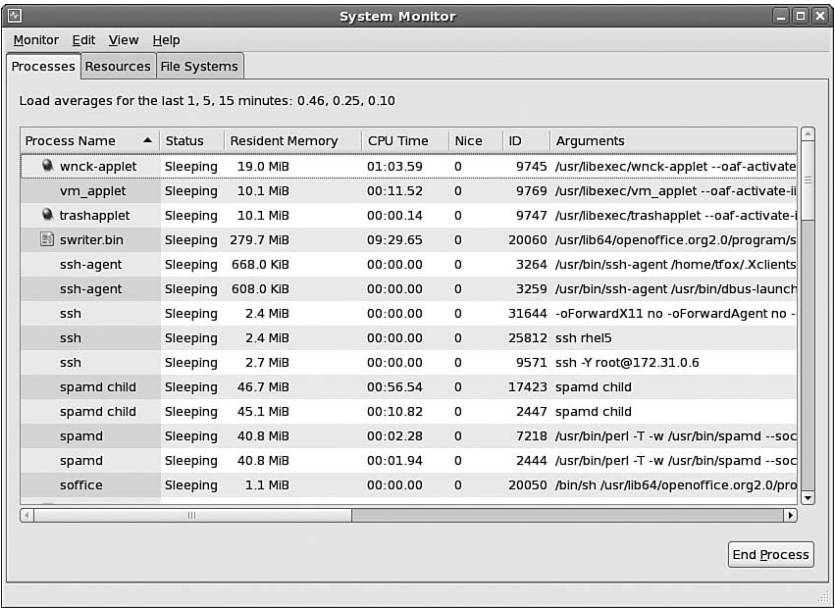 System Monitor
Monitor Edit View Help
Processes Resources File Systems
Load averages for the last 1, 5, 15 minutes: 0.46, 0.25, 0.10
Process Name Status Resident Memory CPU Time Nice ID Arguments
wnck-applet Sleeping 19.0 MiB 01:03.59 0 9745 /usr/libexec/wnck-applet --oaf-activate
vm_applet Sleeping 10.1 MiB 00:11.52 0 9769 /usr/libexec/vm_applet --oaf-activate-ii
trashapplet Sleeping 10.1 MiB 00:00.14 0 9747 /usr/libexec/trashapplet --oaf-activate-i
swriter.bin Sleeping 279.7 MiB 09:29.65 0 20060 /usr/lib64/openoffice.org2.0/program/s
ssh-agent Sleeping 668.0 KiB 00:00.00 0 3264 /usr/bin/ssh-agent /home/tfox/.Xclients
ssh-agent Sleeping 608.0 KiB 00:00.00 0 3259 /usr/bin/ssh-agent /usr/bin/dbus-launch
ssh Sleeping 2.4 MiB 00:00.00 0 31644 -oForwardX11 no -oForwardAgent no -
ssh Sleeping 2.4 MiB 00:00.00 0 25812 ssh rhel5
ssh Sleeping 2.7 MiB 00:00.00 0 9571 ssh -Y root@172.31.0.6
spamd child Sleeping 46.7 MiB 00:56.54 0 17423 spamd child
spamd child Sleeping 45.1 MiB 00:10.82 0 2447 spamd child
spamd Sleeping 40.8 MiB 00:02.28 0 7218 /usr/bin/perl -T -w /usr/bin/spamd --soc
spamd Sleeping 40.8 MiB 00:01.94 0 2444 /usr/bin/perl -T -w /usr/bin/spamd --soc
soffice Sleeping 1.1 MiB 00:00.00 0 20050 /bin/sh /usr/lib64/openoffice.org2.0/pro
End Process